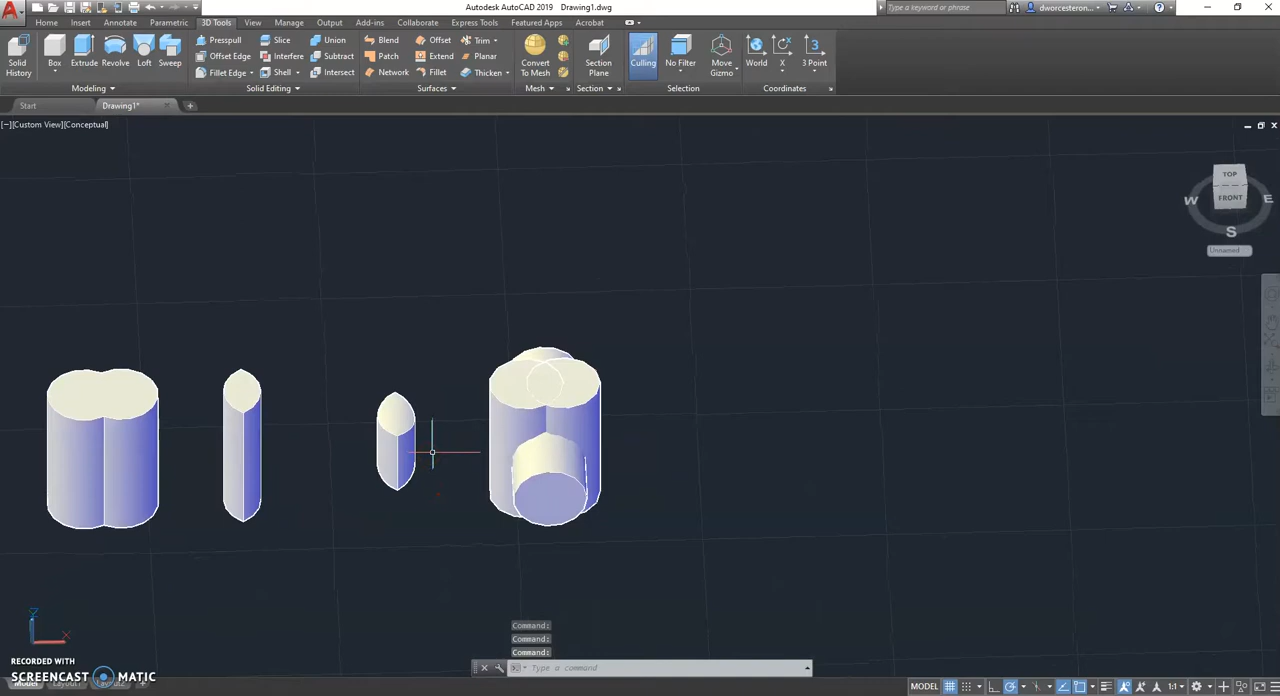 Autodesk AutoCAD 2019 Drawing1.dwg
Type a keyword or phrase
dworcesteron...
Home Insert Annotate Parametric 3D Tools View Manage Output Add-ins Collaborate Express Tools Featured Apps Acrobat
Solid History
Box
Extrude
Revolve
Loft
Sweep
Presspull
Offset Edge
Fillet Edge
Slice
Interfere
Shell
Union
Subtract
Intersect
Blend
Patch
Network
Offset
Extend
Fillet
Trim
Planar
Thicken
Convert To Mesh
Section Plane
Culling
No Filter
Move Gizmo
World
X
3 Point
Modeling
Solid Editing
Surfaces
Mesh
Section
Selection
Coordinates
Start
Drawing1*
[−][Custom View][Conceptual]
TOP
FRONT
W
E
S
Unnamed
Z
X
Command:
Command:
Command:
Type a command
RECORDED WITH
SCREENCAST MATIC
MODEL
1:1